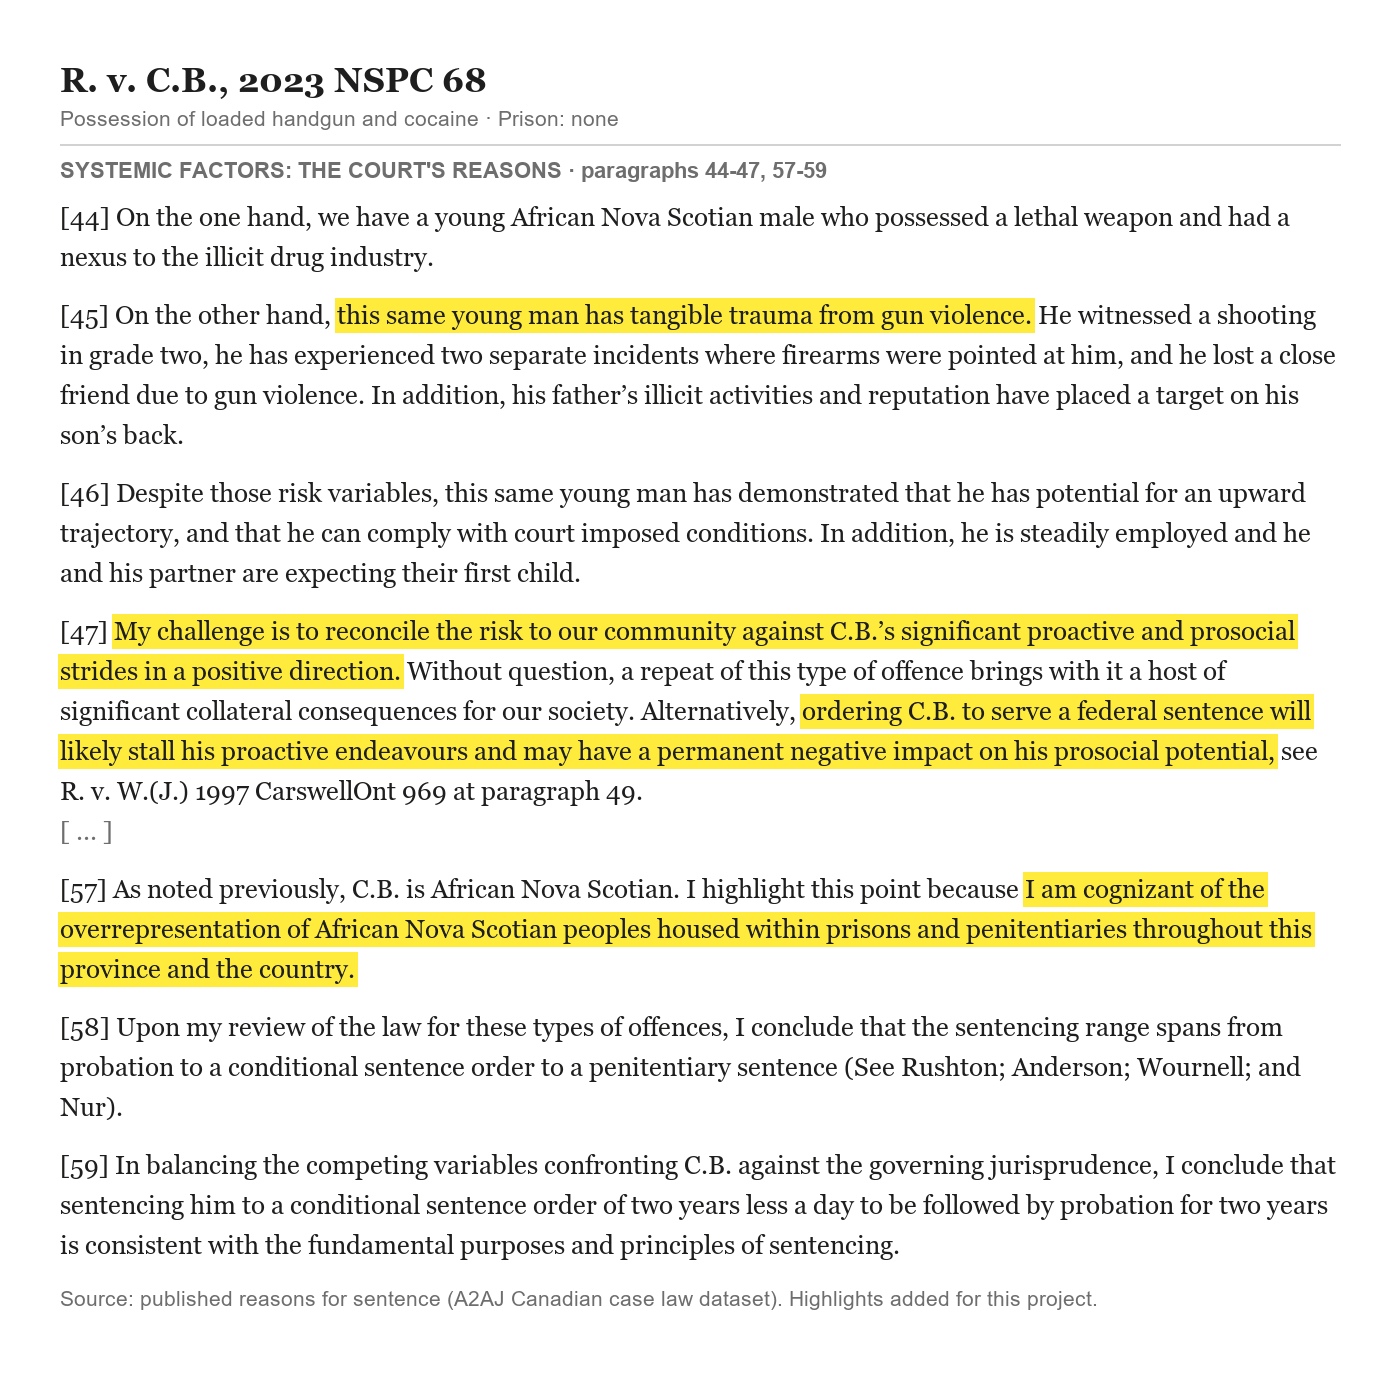 R. v. C.B., 2023 NSPC 68
Possession of loaded handgun and cocaine · Prison: none
SYSTEMIC FACTORS: THE COURT'S REASONS · paragraphs 44-47, 57-59
[44] On the one hand, we have a young African Nova Scotian male who possessed a lethal weapon and had a
nexus to the illicit drug industry.
[45] On the other hand, this same young man has tangible trauma from gun violence. He witnessed a shooting
in grade two, he has experienced two separate incidents where firearms were pointed at him, and he lost a close
friend due to gun violence. In addition, his father’s illicit activities and reputation have placed a target on his
son’s back.
[46] Despite those risk variables, this same young man has demonstrated that he has potential for an upward
trajectory, and that he can comply with court imposed conditions. In addition, he is steadily employed and he
and his partner are expecting their first child.
[47] My challenge is to reconcile the risk to our community against C.B.’s significant proactive and prosocial
strides in a positive direction. Without question, a repeat of this type of offence brings with it a host of
significant collateral consequences for our society. Alternatively, ordering C.B. to serve a federal sentence will
likely stall his proactive endeavours and may have a permanent negative impact on his prosocial potential, see
R. v. W.(J.) 1997 CarswellOnt 969 at paragraph 49.
[ ... ]
[57] As noted previously, C.B. is African Nova Scotian. I highlight this point because I am cognizant of the
overrepresentation of African Nova Scotian peoples housed within prisons and penitentiaries throughout this
province and the country.
[58] Upon my review of the law for these types of offences, I conclude that the sentencing range spans from
probation to a conditional sentence order to a penitentiary sentence (See Rushton; Anderson; Wournell; and
Nur).
[59] In balancing the competing variables confronting C.B. against the governing jurisprudence, I conclude that
sentencing him to a conditional sentence order of two years less a day to be followed by probation for two years
is consistent with the fundamental purposes and principles of sentencing.
Source: published reasons for sentence (A2AJ Canadian case law dataset). Highlights added for this project.